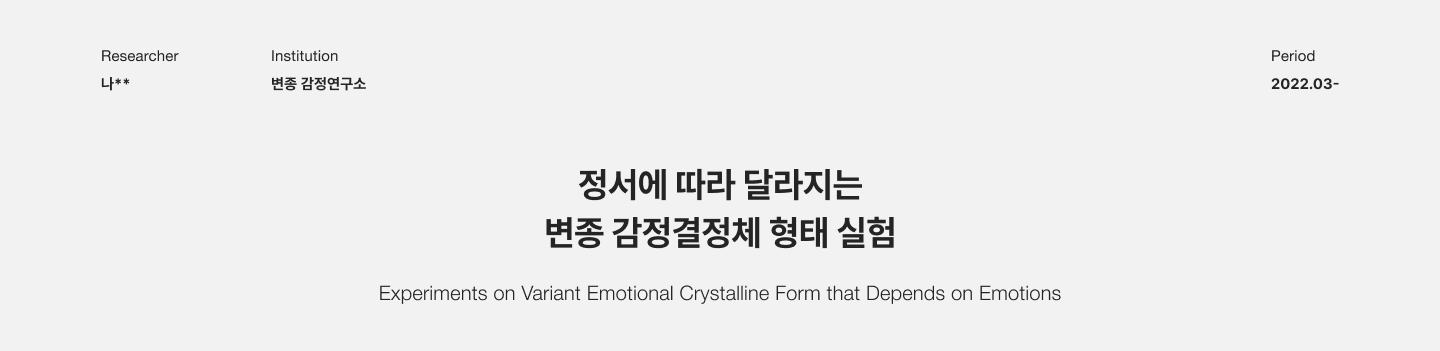 Researcher
나**
Institution
변종 감정연구소
Period
2022.03-
정서에 따라 달라지는
변종 감정결정체 형태 실험
Experiments on Variant Emotional Crystalline Form that Depends on Emotions